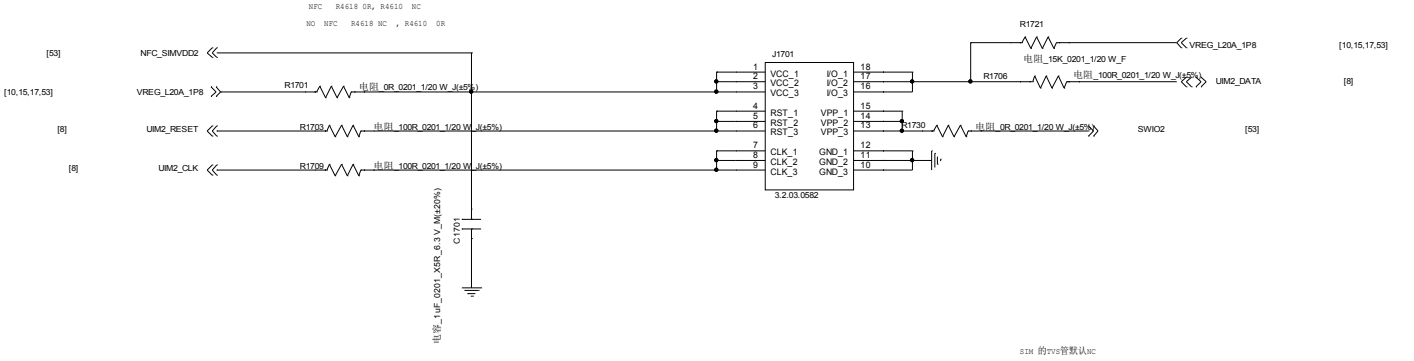 NFC R4618 0R, R4610 NC
NO NFC R4618 NC , R4610 0R
R1721
[53] NFC_SIMVDD2
VREG_L20A_1P8 [10,15,17,53]
J1701
电阻_15K_0201_1/20 W_F
1 VCC_1 I/O_1 18
2 VCC_2 I/O_2 17
3 VCC_3 I/O_3 16
R1706 电阻_100R_0201_1/20 W_J(±5%) UIM2_DATA [8]
[10,15,17,53] VREG_L20A_1P8 R1701 电阻_0R_0201_1/20 W_J(±5%)
4 RST_1 VPP_1 15
5 RST_2 VPP_2 14
6 RST_3 VPP_3 13
[8] UIM2_RESET R1703 电阻_100R_0201_1/20 W_J(±5%)
R1730 电阻_0R_0201_1/20 W_J(±5%) SWIO2 [53]
7 CLK_1 GND_1 12
8 CLK_2 GND_2 11
9 CLK_3 GND_3 10
[8] UIM2_CLK R1709 电阻_100R_0201_1/20 W_J(±5%)
3.2.03.0582
C1701
电容_1uF_0201_X5R_6.3 V_M(±20%)
SIM 的TVS管默认NC